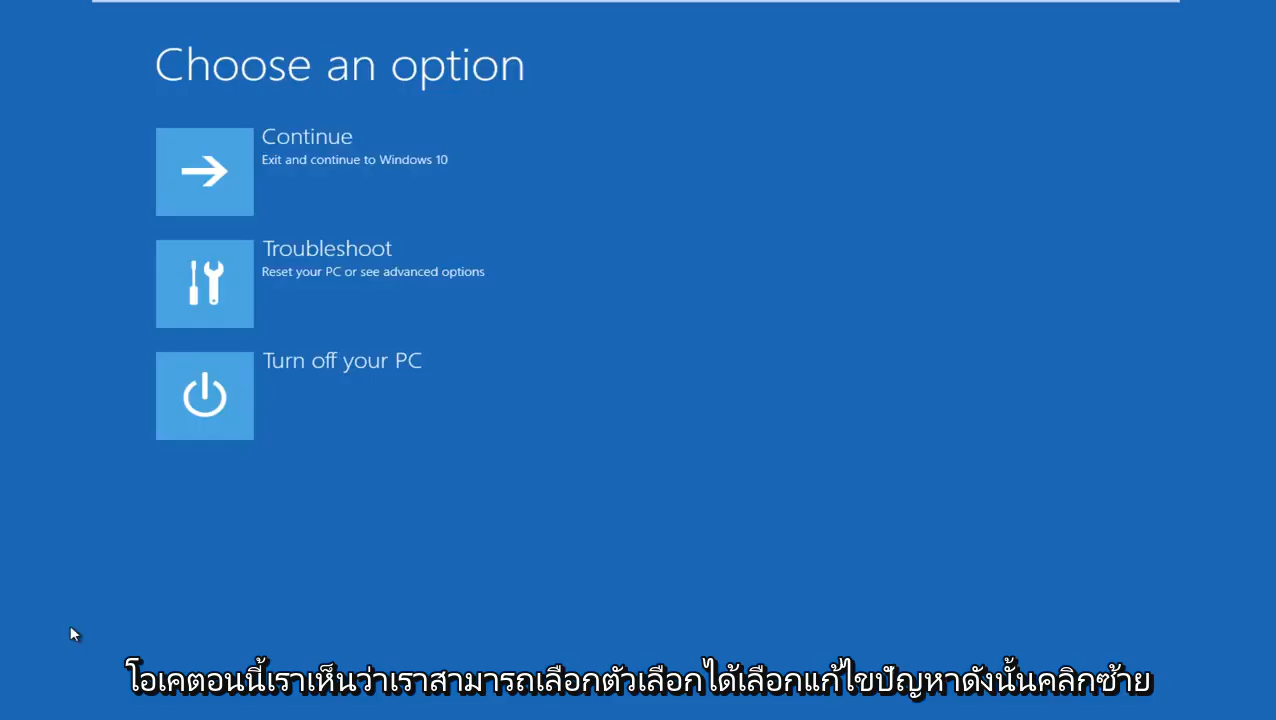 Choose an option
Continue
Exit and continue to Windows 10
Troubleshoot
Reset your PC or see advanced options
Turn off your PC
โอเคตอนนี้เราเห็นว่าเราสามารถเลือกตัวเลือกได้เลือกแก้ไขปัญหาดังนั้นคลิกซ้าย